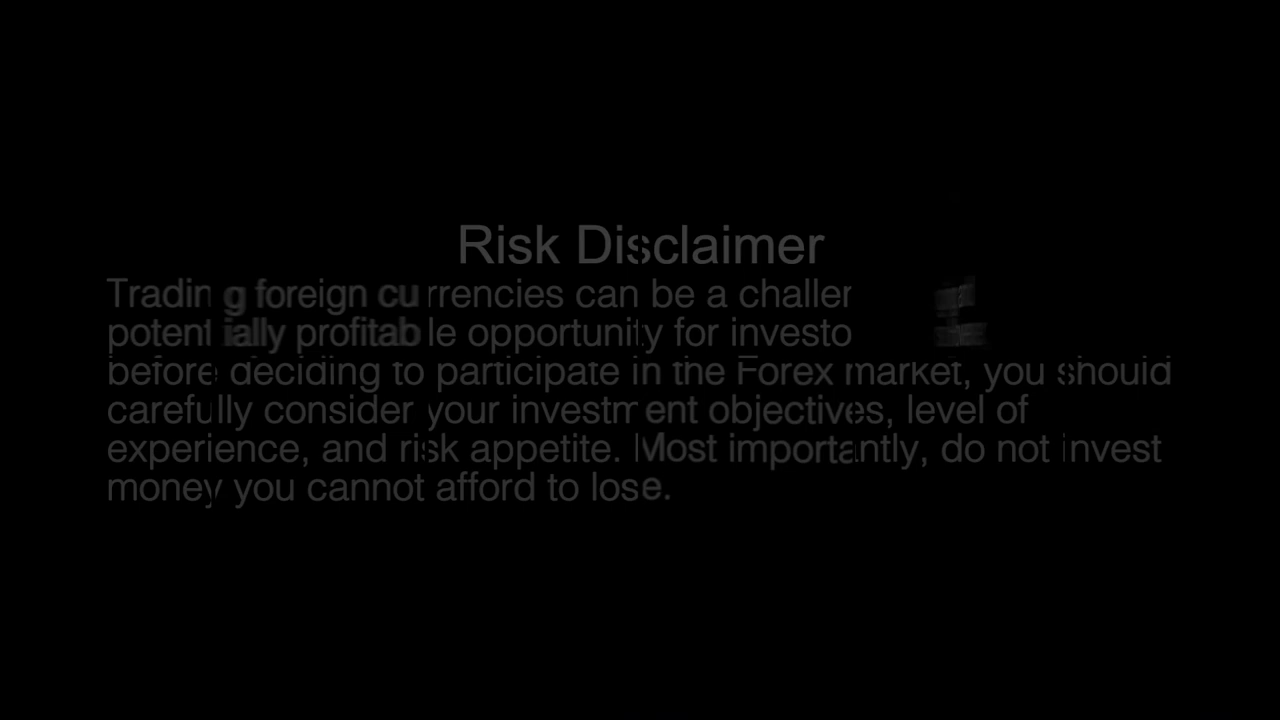 Risk Disclaimer
Trading foreign currencies can be a
potentially profitable opportunity for
before deciding to participate in the Forex market, you should
carefully consider your investment objectives, level of
experience, and risk appetite. Most importantly, do not invest
money you cannot afford to lose.